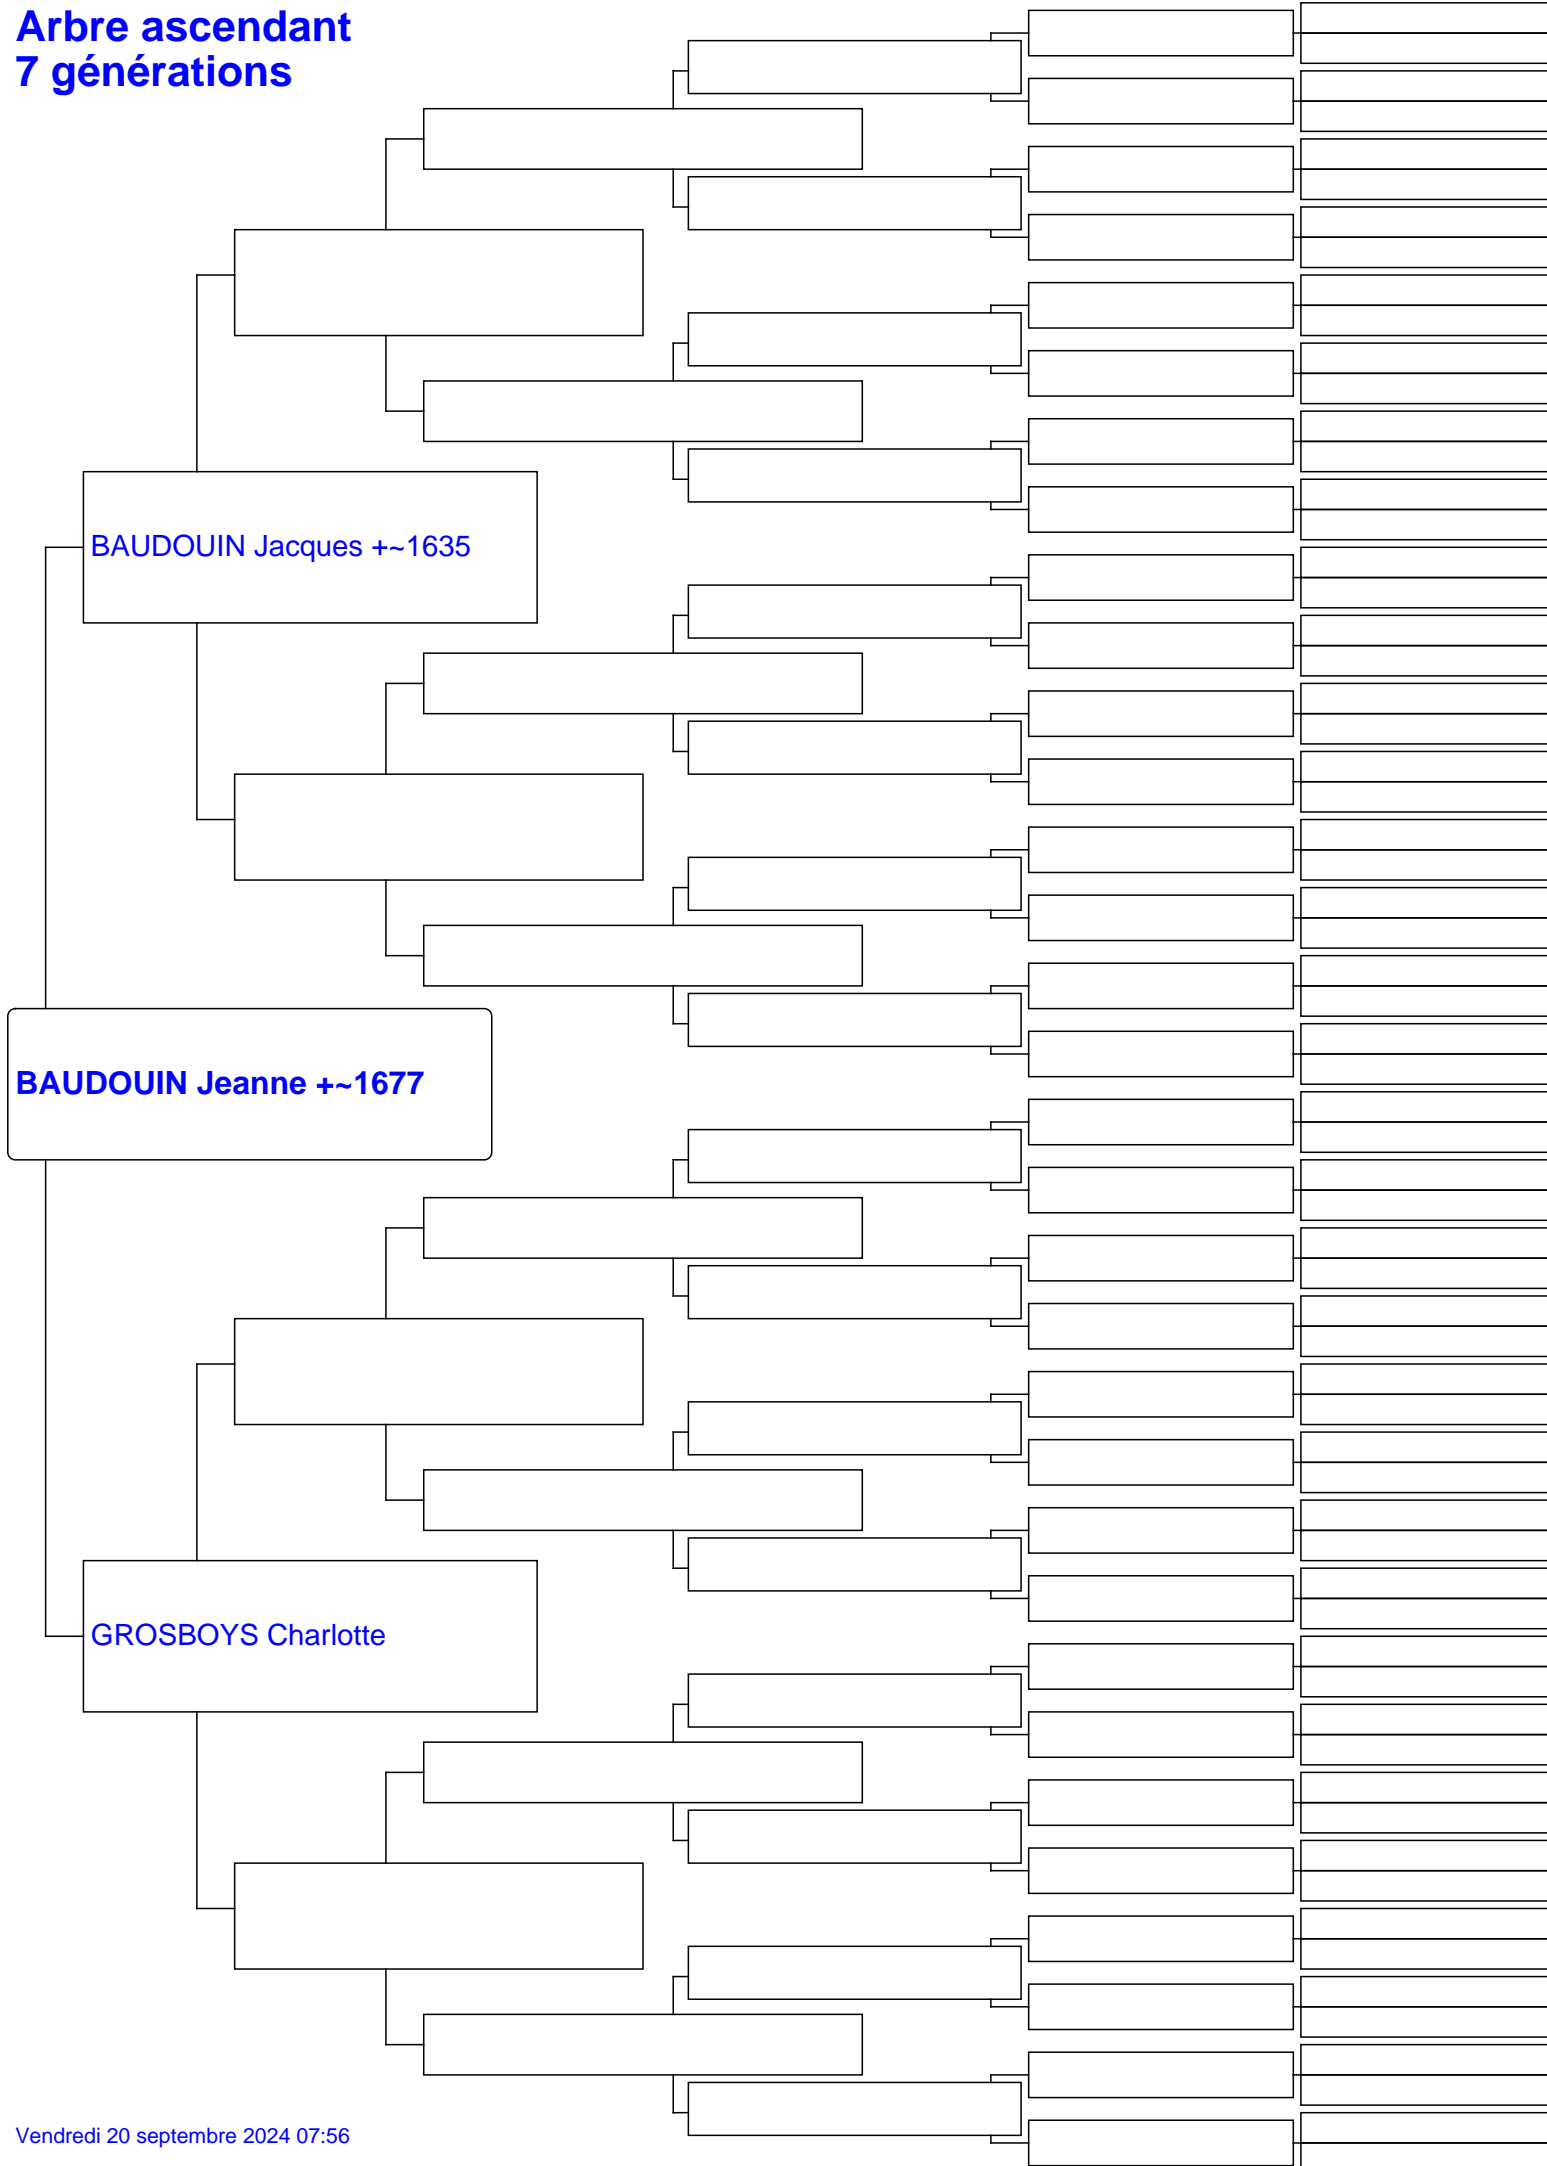 Arbre ascendant
7 générations
BAUDOUIN Jacques +~1635
BAUDOUIN Jeanne +~1677
GROSBOYS Charlotte
Vendredi 20 septembre 2024 07:56